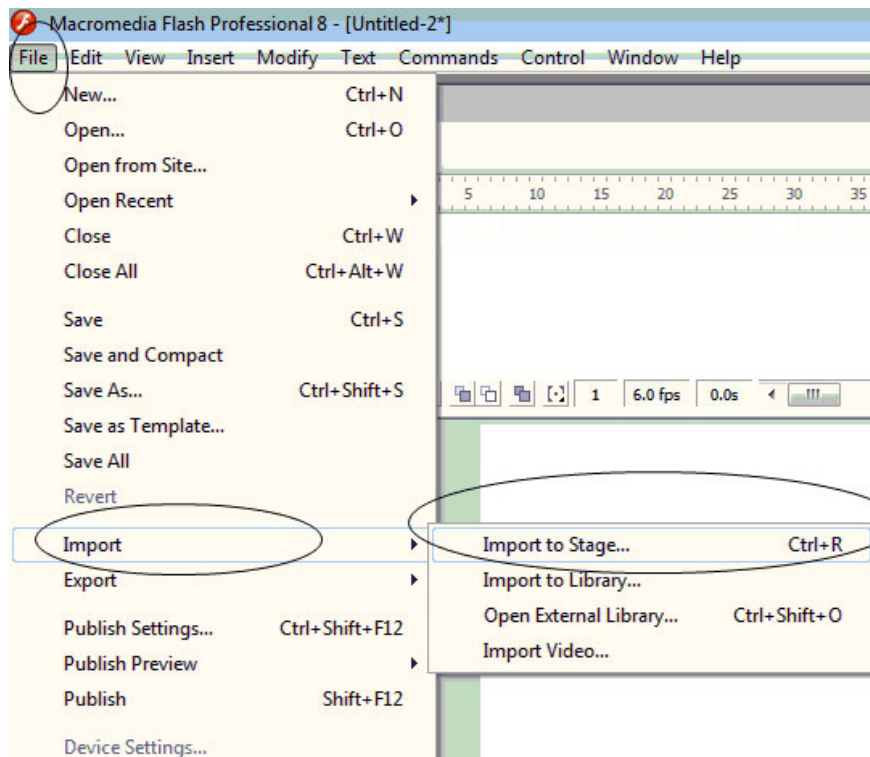 Macromedia Flash Professional 8 - [Untitled-2*]
File Edit View Insert Modify Text Commands Control Window Help
New... Ctrl+N
Open... Ctrl+O
Open from Site...
Open Recent
Close Ctrl+W
Close All Ctrl+Alt+W
Save Ctrl+S
Save and Compact
Save As... Ctrl+Shift+S
Save as Template...
Save All
Revert
Import
Export
Publish Settings... Ctrl+Shift+F12
Publish Preview
Publish Shift+F12
Device Settings...
5 10 15 20 25 30 35
1 6.0 fps 0.0s
Import to Stage... Ctrl+R
Import to Library...
Open External Library... Ctrl+Shift+O
Import Video...